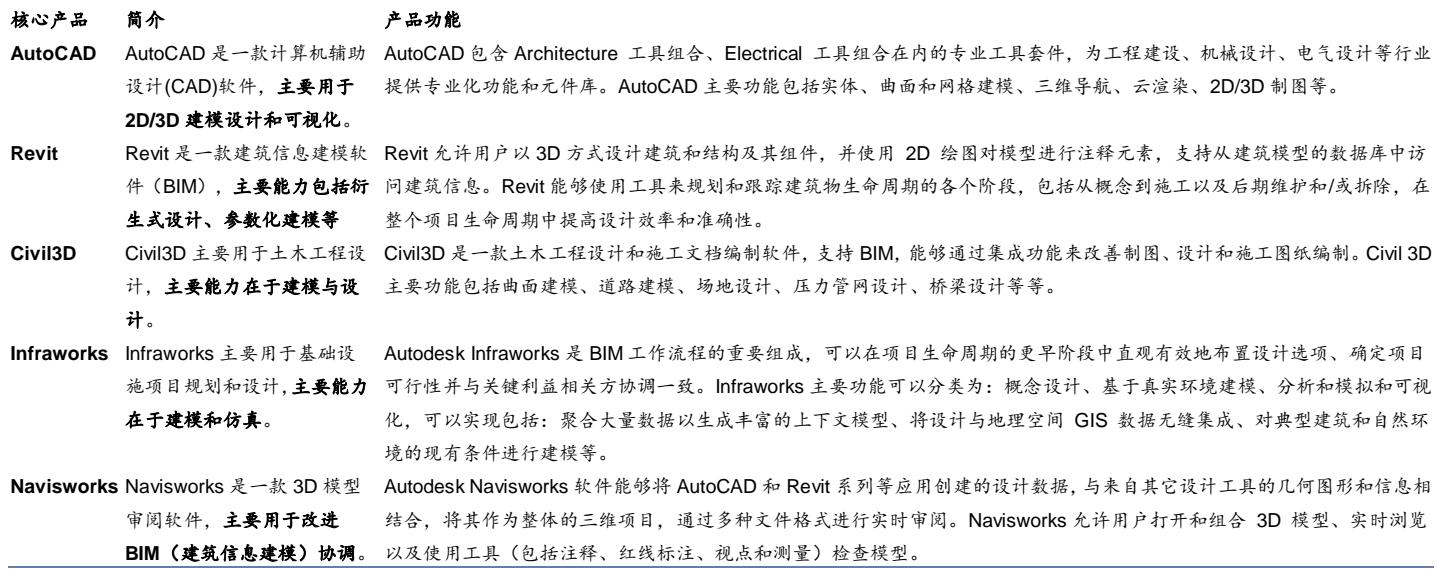 核心产品 简介 产品功能
AutoCAD AutoCAD 是一款计算机辅助 AutoCAD 包含 Architecture 工具组合、Electrical 工具组合在内的专业工具套件，为工程建设、机械设计、电气设计等行业
设计(CAD)软件，主要用于 提供专业化功能和元件库。AutoCAD 主要功能包括实体、曲面和网格建模、三维导航、云渲染、2D/3D 制图等。
2D/3D 建模设计和可视化。
Revit Revit 是一款建筑信息建模软 Revit 允许用户以 3D 方式设计建筑和结构及其组件，并使用 2D 绘图对模型进行注释元素，支持从建筑模型的数据库中访
件（BIM），主要能力包括衍 问建筑信息。Revit 能够使用工具来规划和跟踪建筑物生命周期的各个阶段，包括从概念到施工以及后期维护和/或拆除，在
生式设计、参数化建模等 整个项目生命周期中提高设计效率和准确性。
Civil3D Civil3D 主要用于土木工程设 Civil3D 是一款土木工程设计和施工文档编制软件，支持 BIM，能够通过集成功能来改善制图、设计和施工图纸编制。Civil 3D
计，主要能力在于建模与设 主要功能包括曲面建模、道路建模、场地设计、压力管网设计、桥梁设计等等。
计。
Infraworks Infraworks 主要用于基础设 Autodesk Infraworks 是 BIM 工作流程的重要组成，可以在项目生命周期的更早阶段中直观有效地布置设计选项、确定项目
施项目规划和设计，主要能力 可行性并与关键利益相关方协调一致。Infraworks 主要功能可以分类为：概念设计、基于真实环境建模、分析和模拟和可视
在于建模和仿真。 化，可以实现包括：聚合大量数据以生成丰富的上下文模型、将设计与地理空间 GIS 数据无缝集成、对典型建筑和自然环
境的现有条件进行建模等。
Navisworks Navisworks 是一款 3D 模型 Autodesk Navisworks 软件能够将 AutoCAD 和 Revit 系列等应用创建的设计数据，与来自其它设计工具的几何图形和信息相
审阅软件，主要用于改进 结合，将其作为整体的三维项目，通过多种文件格式进行实时审阅。Navisworks 允许用户打开和组合 3D 模型、实时浏览
BIM（建筑信息建模）协调。 以及使用工具（包括注释、红线标注、视点和测量）检查模型。